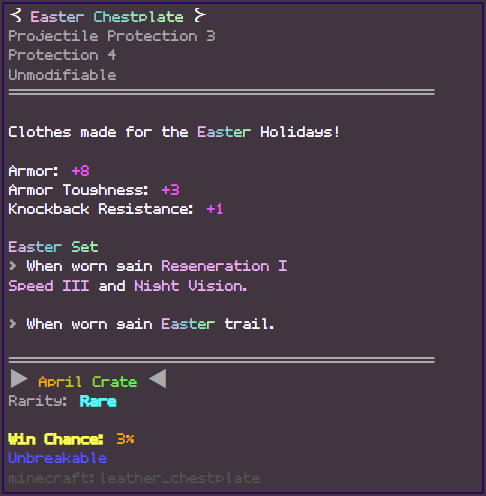 Easter Chestplate
Projectile Protection 3
Protection 4
Unmodifiable
Clothes made for the Easter Holidays!
Armor: +8
Armor Toughness: +3
Knockback Resistance: +1
Easter Set
> When worn gain Regeneration I
Speed III and Night Vision.
> When worn gain Easter trail.
▶ April Crate ◀
Rarity: Rare
Win Chance: 3%
Unbreakable
minecraft:leather_chestplate